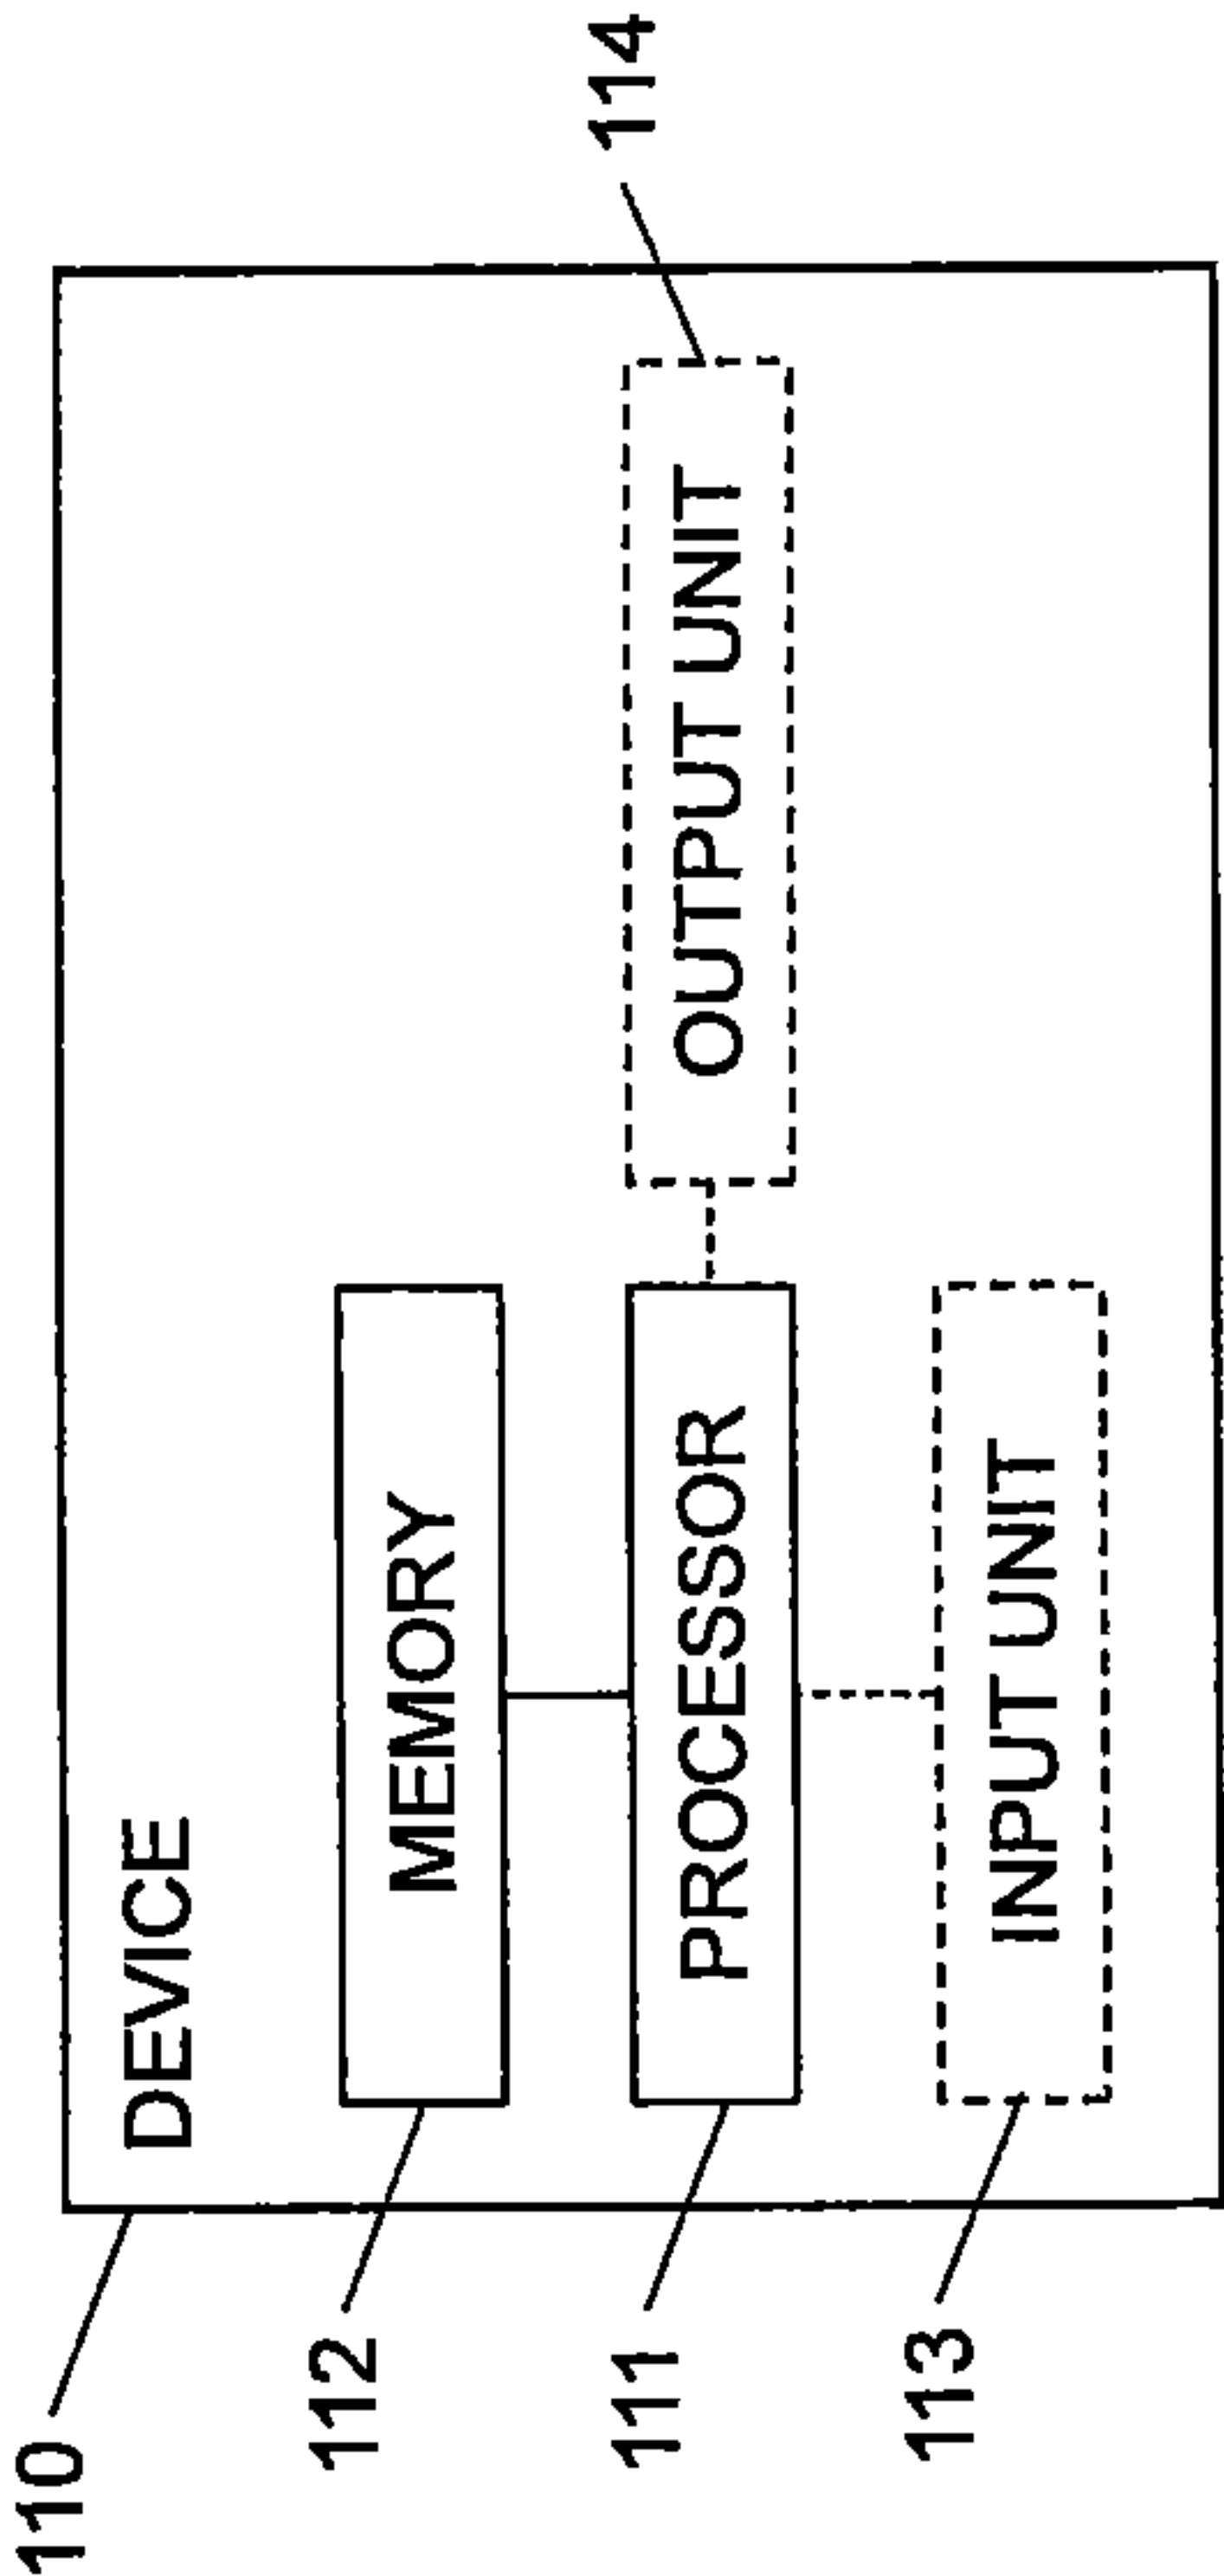 110
DEVICE
112
MEMORY
111
PROCESSOR
OUTPUT UNIT
114
113
INPUT UNIT